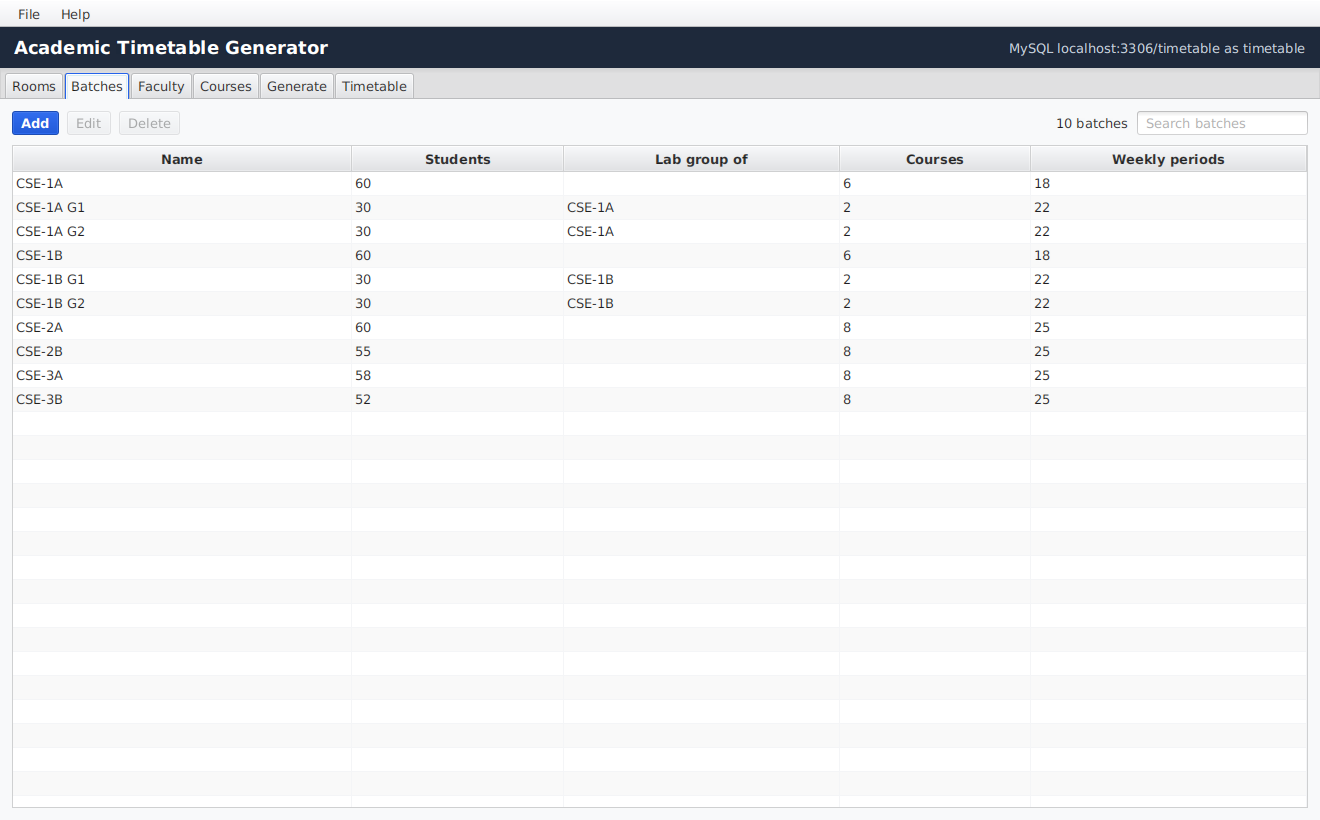 File Help
Academic Timetable Generator MySQL localhost:3306/timetable as timetable
Rooms Batches Faculty Courses Generate Timetable
Add Edit Delete 10 batches Search batches
Name Students Lab group of Courses Weekly periods
CSE-1A 60 6 18
CSE-1A G1 30 CSE-1A 2 22
CSE-1A G2 30 CSE-1A 2 22
CSE-1B 60 6 18
CSE-1B G1 30 CSE-1B 2 22
CSE-1B G2 30 CSE-1B 2 22
CSE-2A 60 8 25
CSE-2B 55 8 25
CSE-3A 58 8 25
CSE-3B 52 8 25